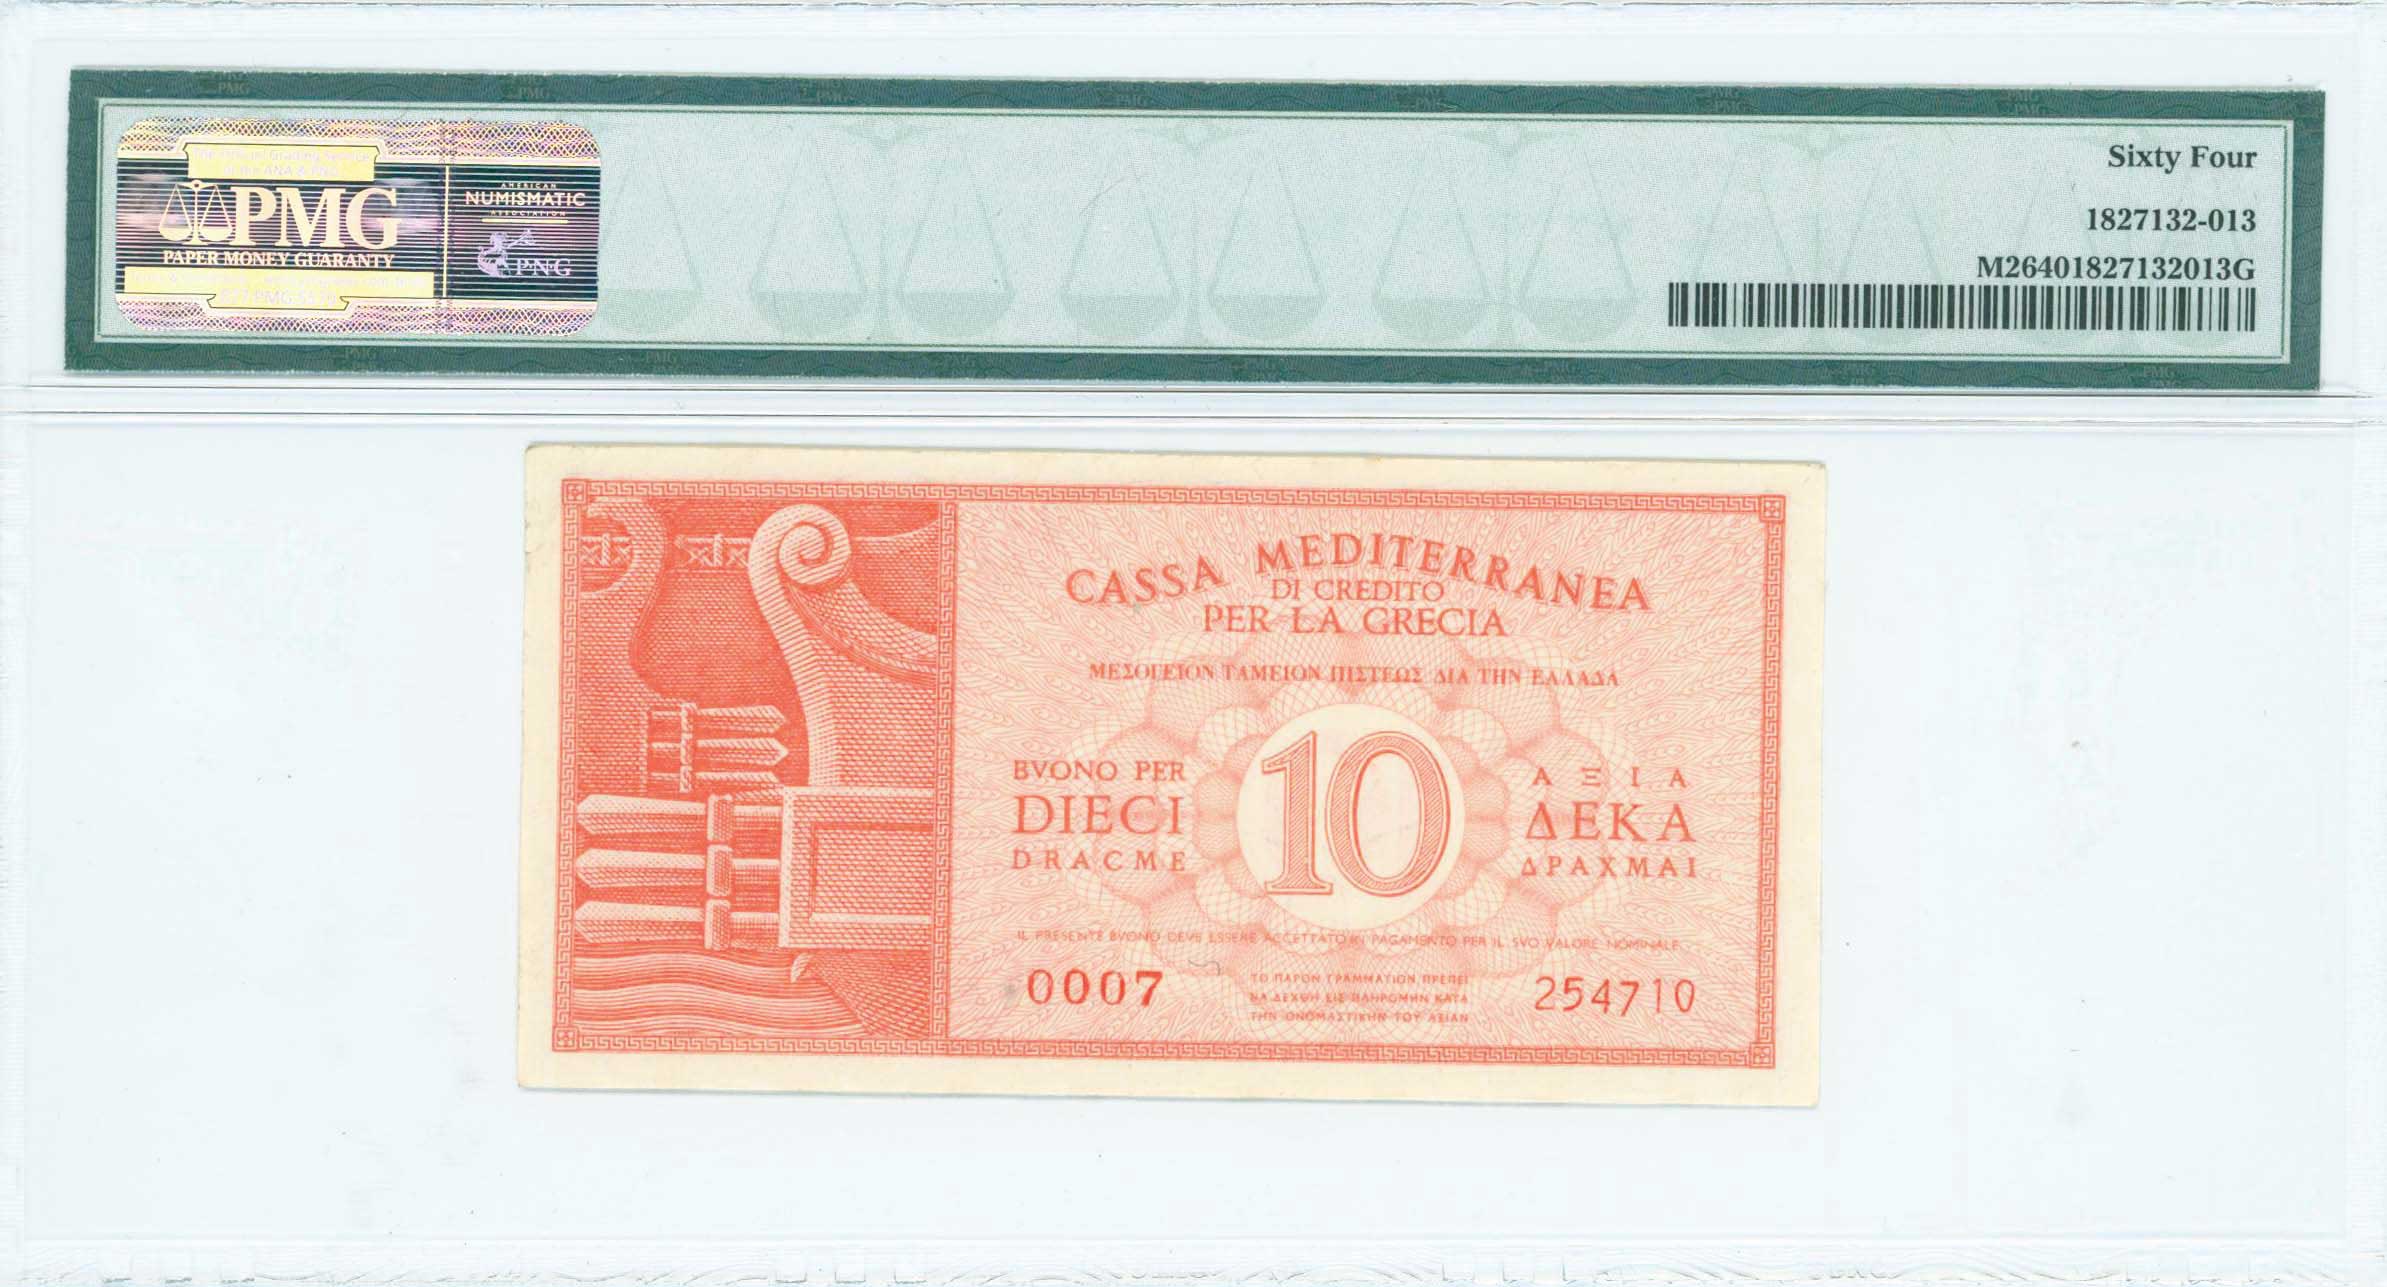 Sixty Four
1827132-013
M26401827132013G
PMG
PAPER MONEY GUARANTY
AMERICAN
NUMISMATIC
ASSOCIATION
PNG
CASSA MEDITERRANEA
DI CREDITO
PER LA GRECIA
ΜΕΣΟΓΕΙΟΝ ΤΑΜΕΙΟΝ ΠΙΣΤΕΩΣ ΔΙΑ ΤΗΝ ΕΛΛΑΔΑ
BVONO PER
DIECI
DRACME
10
ΑΞΙΑ
ΔΕΚΑ
ΔΡΑΧΜΑΙ
IL PRESENTE BVONO DEVE ESSERE ACCETTATO IN PAGAMENTO PER IL SVO VALORE NOMINALE
0007
ΤΟ ΠΑΡΟΝ ΓΡΑΜΜΑΤΙΟΝ ΠΡΕΠΕΙ
ΝΑ ΔΕΧΘΗ ΕΙΣ ΠΛΗΡΩΜΗΝ ΚΑΤΑ
ΤΗΝ ΟΝΟΜΑΣΤΙΚΗΝ ΤΟΥ ΑΞΙΑΝ
254710